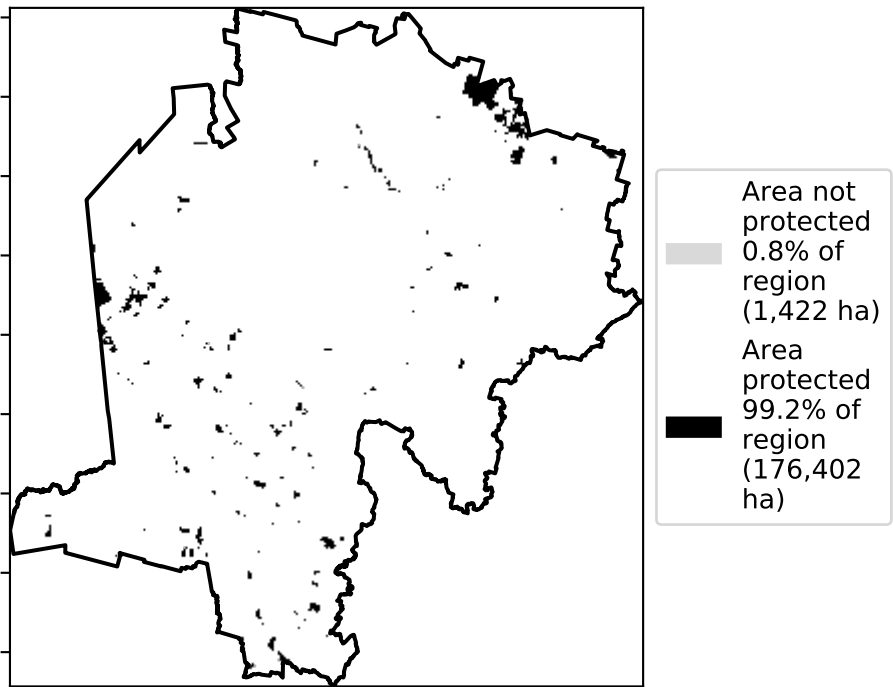 Area not
protected
0.8% of
region
(1,422 ha)
Area
protected
99.2% of
region
(176,402
ha)